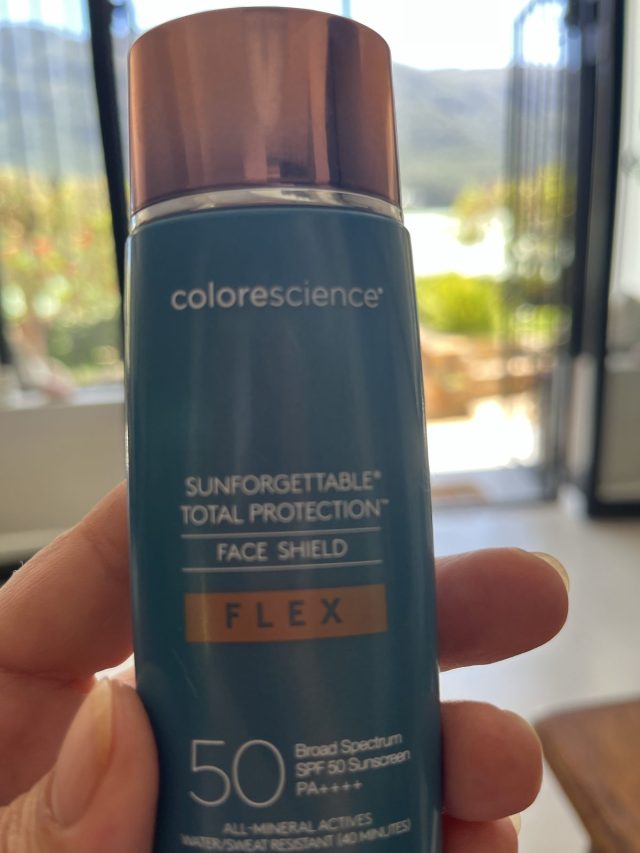 colorescience®
SUNFORGETTABLE®
TOTAL PROTECTION™
FACE SHIELD
FLEX
50
Broad Spectrum
SPF 50 Sunscreen
PA++++
ALL-MINERAL ACTIVES
WATER/SWEAT RESISTANT (40 MINUTES)